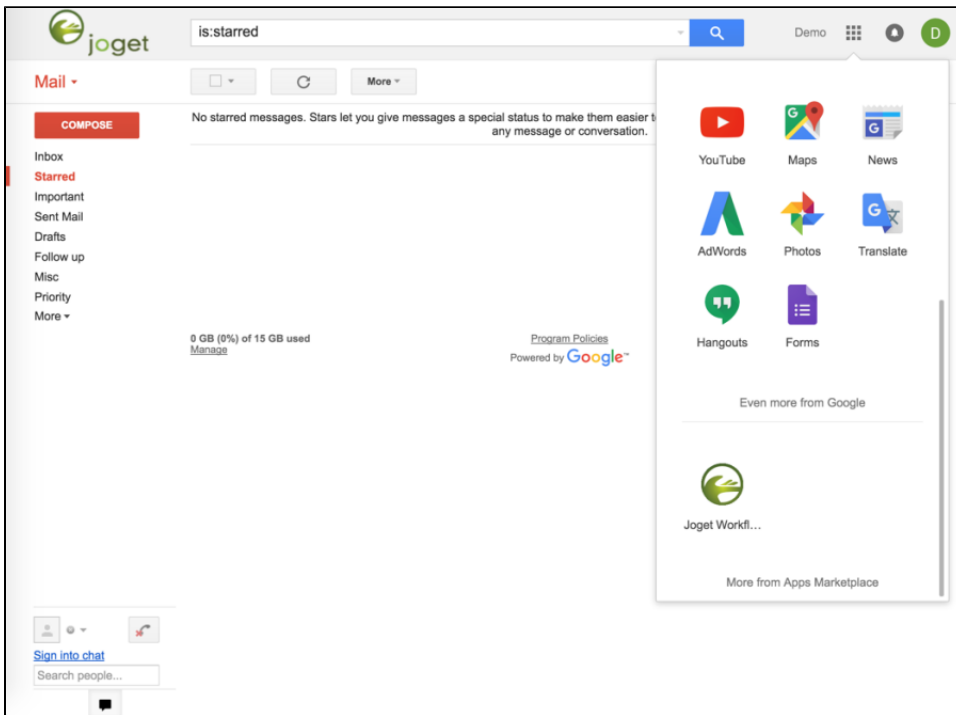 joget
is:starred
Demo
D
Mail
More
COMPOSE
Inbox
Starred
Important
Sent Mail
Drafts
Follow up
Misc
Priority
More
No starred messages. Stars let you give messages a special status to make them easier t
any message or conversation.
0 GB (0%) of 15 GB used
Manage
Program Policies
Powered by Google™
G
G
YouTube
Maps
News
G 文
AdWords
Photos
Translate
Hangouts
Forms
Even more from Google
Joget Workfl...
More from Apps Marketplace
Sign into chat
Search people...